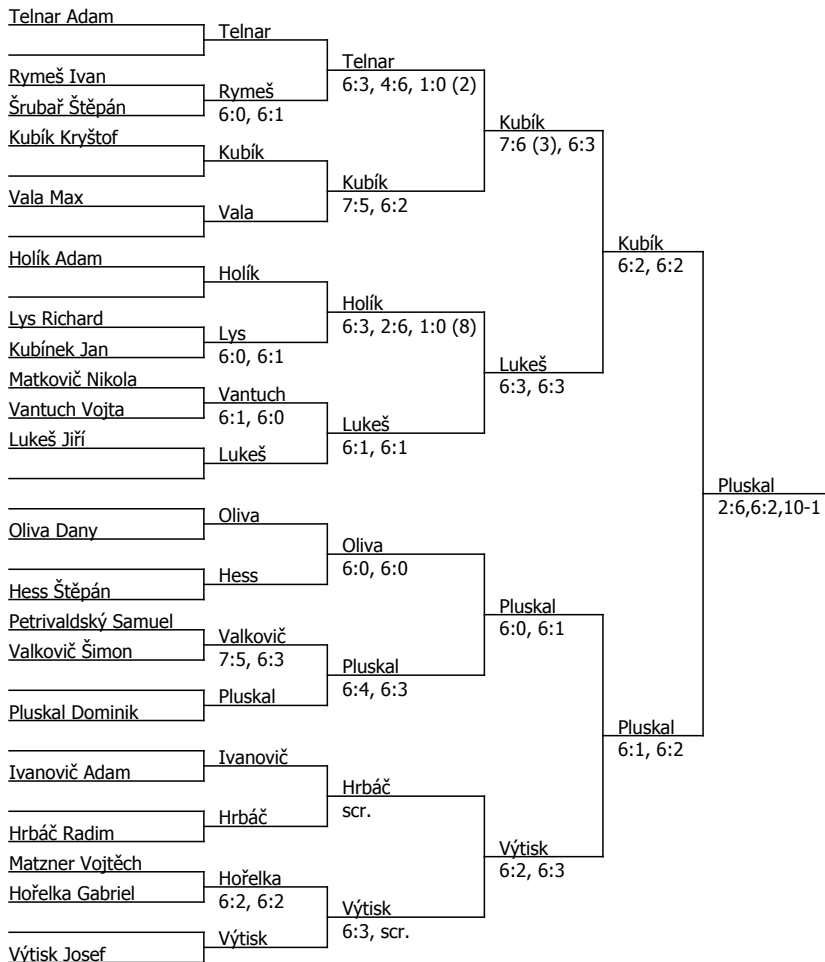 Telnar Adam
Telnar
Telnar
6:3, 4:6, 1:0 (2)
Rymeš Ivan
Rymeš
6:0, 6:1
Šrubař Štěpán
Kubík
7:6 (3), 6:3
Kubík Kryštof
Kubík
Kubík
7:5, 6:2
Vala Max
Vala
Kubík
6:2, 6:2
Holík Adam
Holík
Holík
6:3, 2:6, 1:0 (8)
Lys Richard
Lys
6:0, 6:1
Kubínek Jan
Lukeš
6:3, 6:3
Matkovič Nikola
Vantuch
6:1, 6:0
Vantuch Vojta
Lukeš
6:1, 6:1
Lukeš Jiří
Lukeš
Pluskal
2:6,6:2,10-1
Oliva
Oliva Dany
Oliva
6:0, 6:0
Hess
Hess Štěpán
Pluskal
6:0, 6:1
Petrivaldský Samuel
Valkovič
7:5, 6:3
Valkovič Šimon
Pluskal
6:4, 6:3
Pluskal
Pluskal Dominik
Pluskal
6:1, 6:2
Ivanovič
Ivanovič Adam
Hrbáč
scr.
Hrbáč
Hrbáč Radim
Výtisk
6:2, 6:3
Matzner Vojtěch
Hořelka
6:2, 6:2
Hořelka Gabriel
Výtisk
6:3, scr.
Výtisk
Výtisk Josef